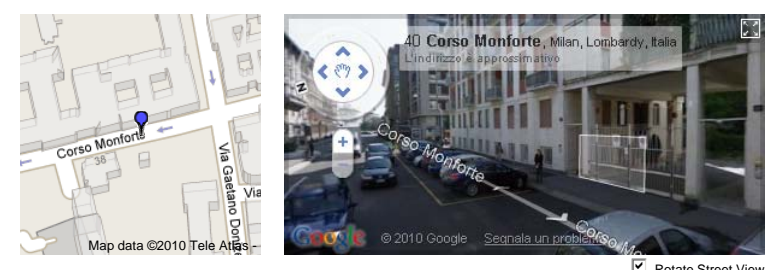 Corso Monforte
38
Via Gaetano Doni
Via
Map data ©2010 Tele Atlas -
40 Corso Monforte, Milan, Lombardy, Italia
L'indirizzo è approssimativo
N
Corso Monforte
Corso Mo
Google
© 2010 Google
Segnala un problema
Rotate Street View